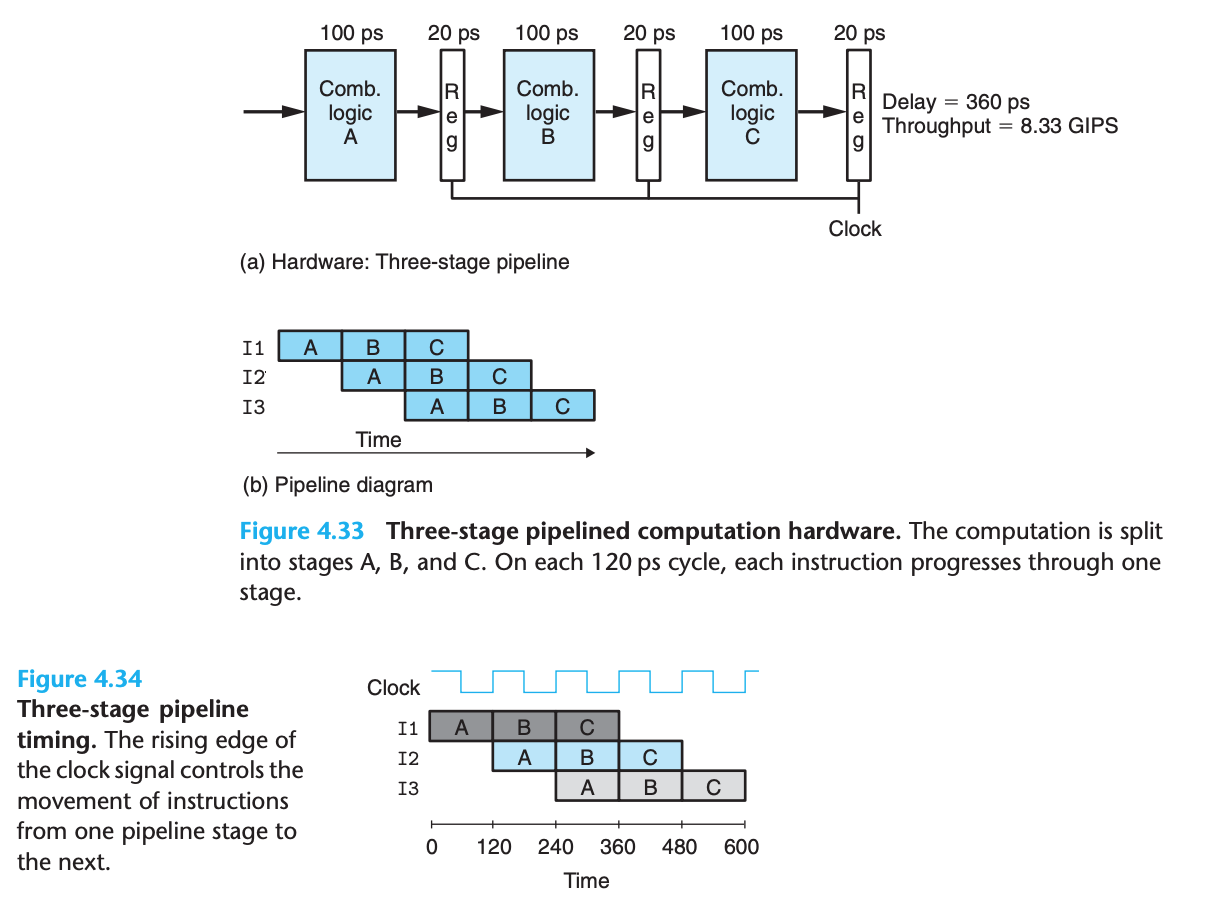 100 ps 20 ps 100 ps 20 ps 100 ps 20 ps
Comb. logic A
Reg
Comb. logic B
Reg
Comb. logic C
Reg
Delay = 360 ps
Throughput = 8.33 GIPS
Clock
(a) Hardware: Three-stage pipeline
I1 A B C
I2 A B C
I3 A B C
Time
(b) Pipeline diagram
Figure 4.33 Three-stage pipelined computation hardware. The computation is split
into stages A, B, and C. On each 120 ps cycle, each instruction progresses through one
stage.
Figure 4.34
Three-stage pipeline
timing. The rising edge of
the clock signal controls the
movement of instructions
from one pipeline stage to
the next.
Clock
I1 A B C
I2 A B C
I3 A B C
0 120 240 360 480 600
Time